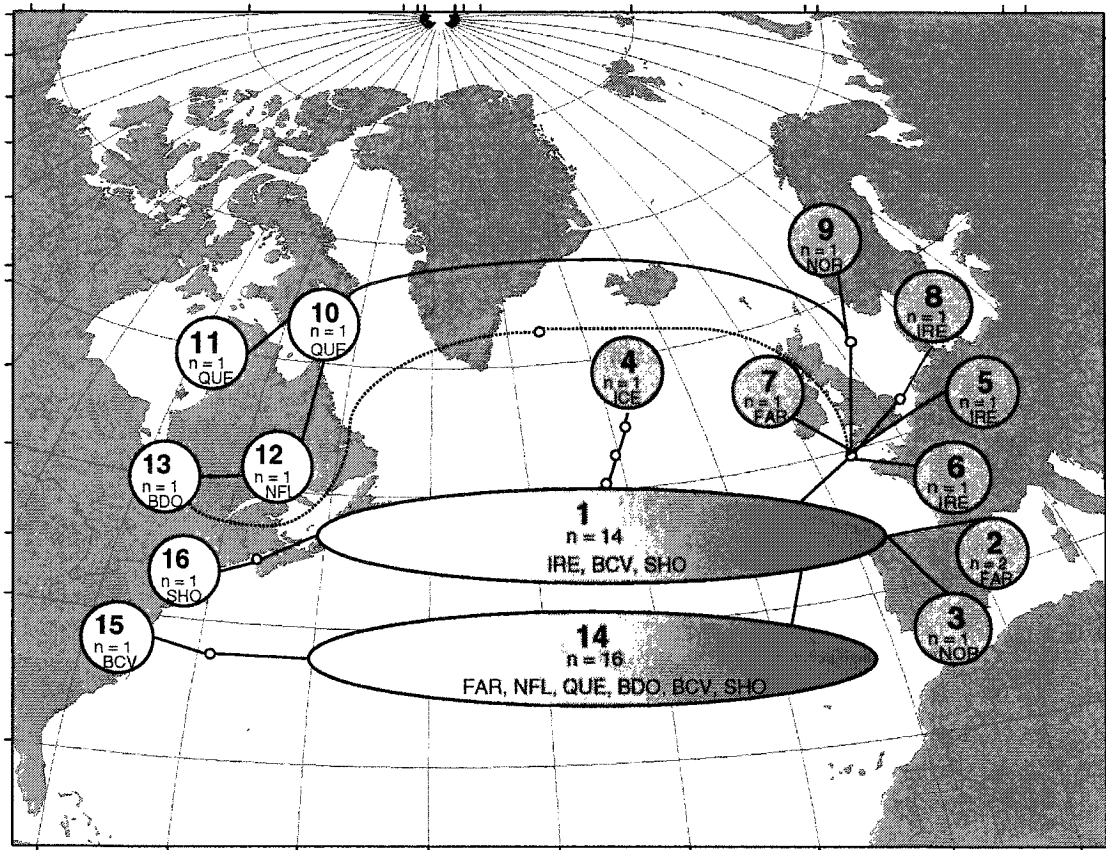 9
n = 1
NOR
8
n = 1
IRE
10
n = 1
QUE
11
n = 1
QUE
4
n = 1
ICE
7
n = 1
FAR
5
n = 1
IRE
13
n = 1
BDO
12
n = 1
NFL
6
n = 1
IRE
1
n = 14
IRE, BCV, SHO
2
n = 2
FAR
16
n = 1
SHO
15
n = 1
BCV
14
n = 16
FAR, NFL, QUE, BDO, BCV, SHO
3
n = 1
NOR